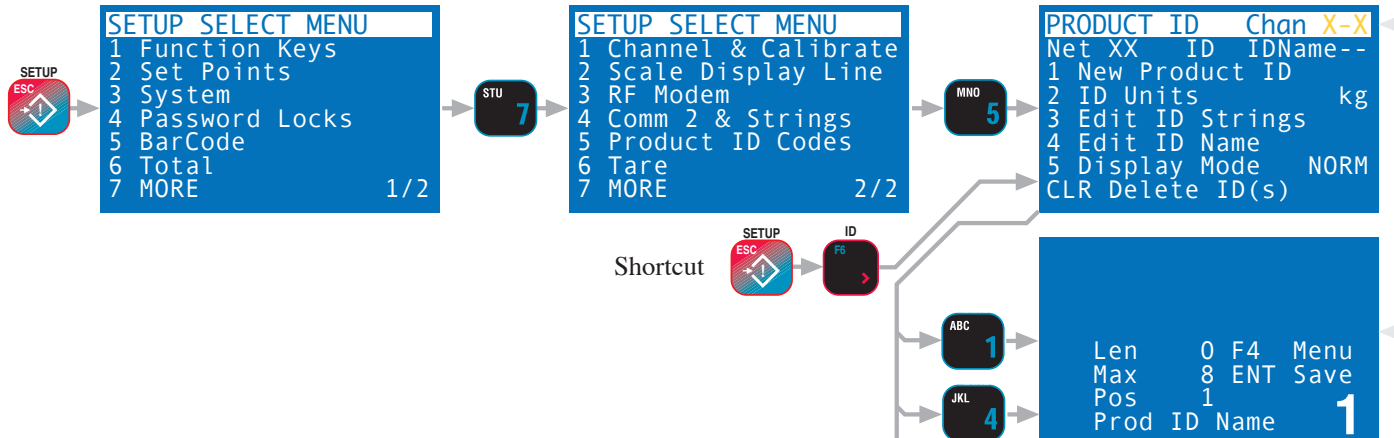 SETUP
ESC
SETUP SELECT MENU
1 Function Keys
2 Set Points
3 System
4 Password Locks
5 BarCode
6 Total
7 MORE 1/2
STU
7
SETUP SELECT MENU
1 Channel & Calibrate
2 Scale Display Line
3 RF Modem
4 Comm 2 & Strings
5 Product ID Codes
6 Tare
7 MORE 2/2
MNO
5
PRODUCT ID Chan X-X
Net XX ID IDName--
1 New Product ID
2 ID Units kg
3 Edit ID Strings
4 Edit ID Name
5 Display Mode NORM
CLR Delete ID(s)
Shortcut
SETUP
ESC
ID
F6
>
ABC
1
JKL
4
Len 0 F4 Menu
Max 8 ENT Save
Pos 1
Prod ID Name 1